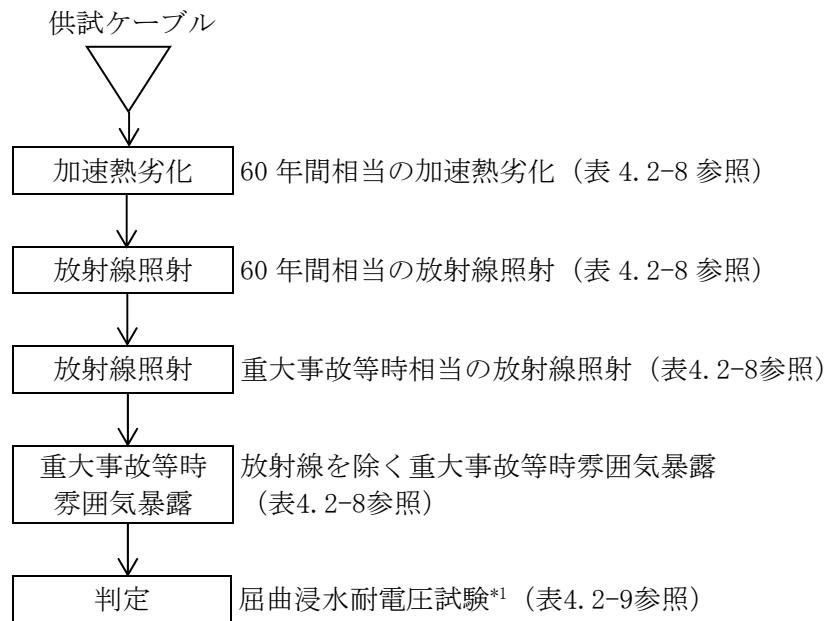 供試ケーブル
加速熱劣化 60 年間相当の加速熱劣化（表 4.2-8 参照）
放射線照射 60 年間相当の放射線照射（表 4.2-8 参照）
放射線照射 重大事故等時相当の放射線照射（表4.2-8参照）
重大事故等時
雰囲気暴露
放射線を除く重大事故等時雰囲気暴露
（表4.2-8参照）
判定 屈曲浸水耐電圧試験*1（表4.2-9参照）